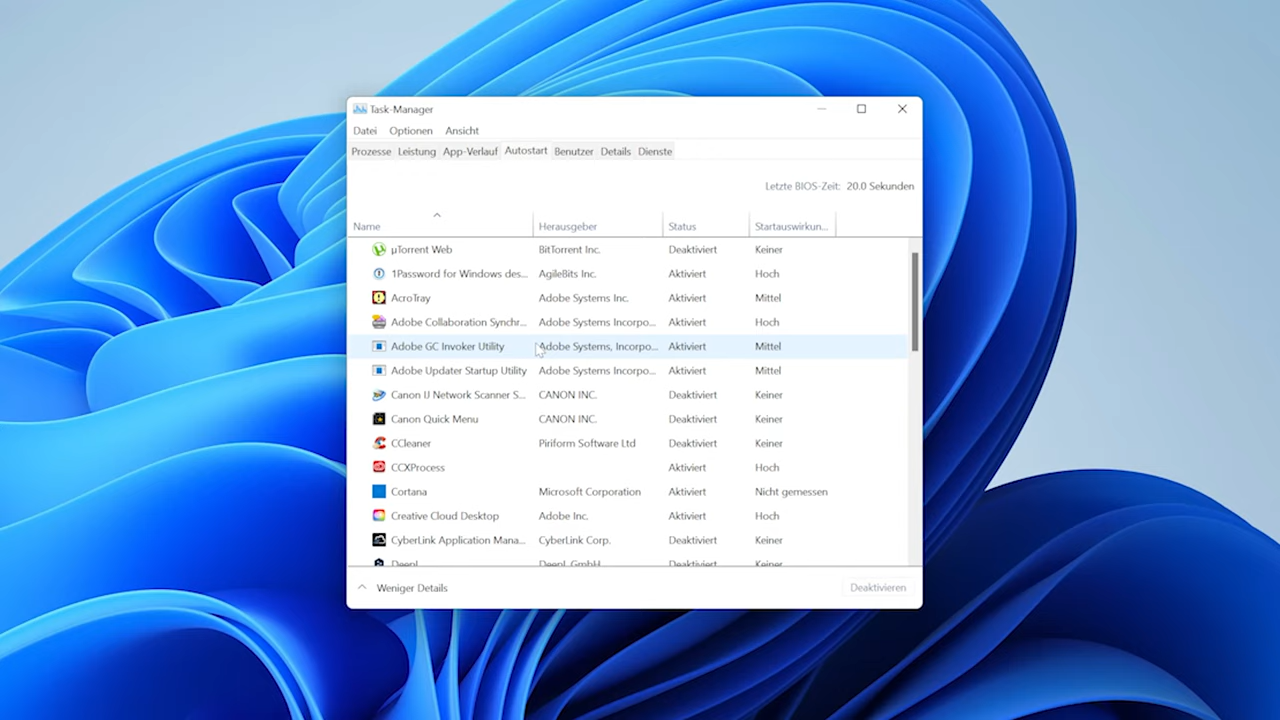 Task-Manager
Datei Optionen Ansicht
Prozesse Leistung App-Verlauf Autostart Benutzer Details Dienste
Letzte BIOS-Zeit: 20.0 Sekunden
Name Herausgeber Status Startauswirkun...
µTorrent Web BitTorrent Inc. Deaktiviert Keiner
1Password for Windows des... AgileBits Inc. Aktiviert Hoch
AcroTray Adobe Systems Inc. Aktiviert Mittel
Adobe Collaboration Synchr... Adobe Systems Incorpo... Aktiviert Hoch
Adobe GC Invoker Utility Adobe Systems, Incorpo... Aktiviert Mittel
Adobe Updater Startup Utility Adobe Systems Incorpo... Aktiviert Mittel
Canon IJ Network Scanner S... CANON INC. Deaktiviert Keiner
Canon Quick Menu CANON INC. Deaktiviert Keiner
CCleaner Piriform Software Ltd Deaktiviert Keiner
CCXProcess Aktiviert Hoch
Cortana Microsoft Corporation Aktiviert Nicht gemessen
Creative Cloud Desktop Adobe Inc. Aktiviert Hoch
CyberLink Application Mana... CyberLink Corp. Deaktiviert Keiner
DeepL DeepL GmbH Deaktiviert Keiner
Weniger Details Deaktivieren